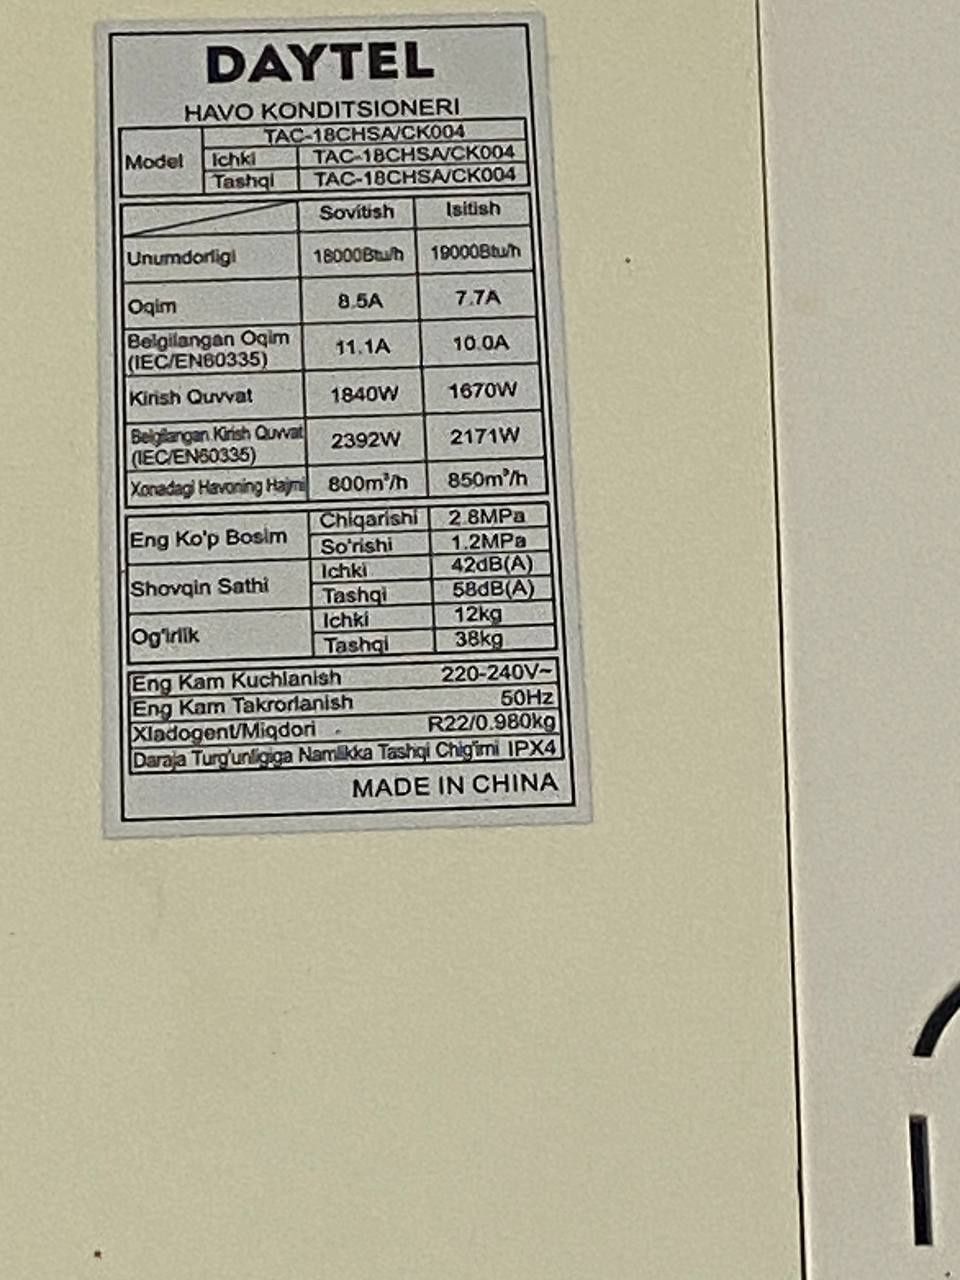 DAYTEL
HAVO KONDITSIONERI
Model TAC-18CHSA/CK004
Ichki TAC-18CHSA/CK004
Tashqi TAC-18CHSA/CK004
Sovitish Isitish
Unumdorligi 18000Btu/h 19000Btu/h
Oqim 8.5A 7.7A
Belgilangan Oqim (IEC/EN60335) 11.1A 10.0A
Kirish Quvvat 1840W 1670W
Belgilangan Kirish Quvvat (IEC/EN60335) 2392W 2171W
Xonadagi Havoning Hajmi 800m³/h 850m³/h
Eng Ko'p Bosim Chiqarishi 2.8MPa
So'rishi 1.2MPa
Shovqin Sathi Ichki 42dB(A)
Tashqi 58dB(A)
Og'irlik Ichki 12kg
Tashqi 38kg
Eng Kam Kuchlanish 220-240V~
Eng Kam Takrorlanish 50Hz
Xladogent/Miqdori R22/0.980kg
Daraja Turg'unligiga Namlikka Tashqi Chig'imi IPX4
MADE IN CHINA